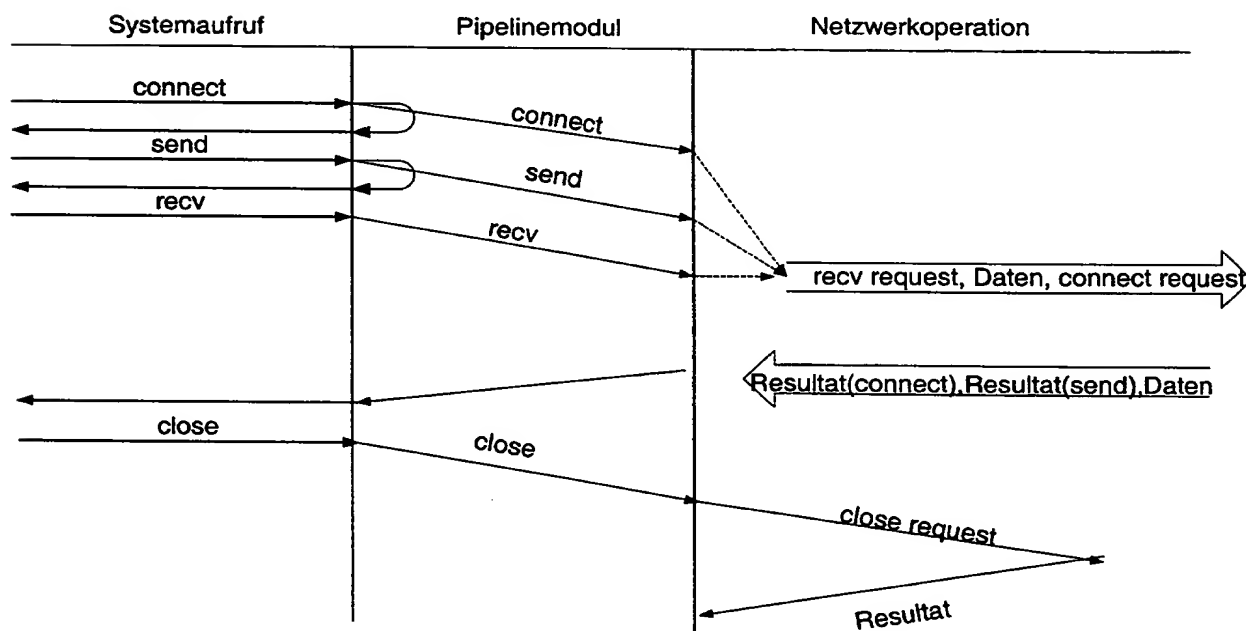 Systemaufruf
Pipelinemodul
Netzwerkoperation
connect
connect
send
send
recv
recv
recv request, Daten, connect request
Resultat(connect),Resultat(send),Daten
close
close
close request
Resultat